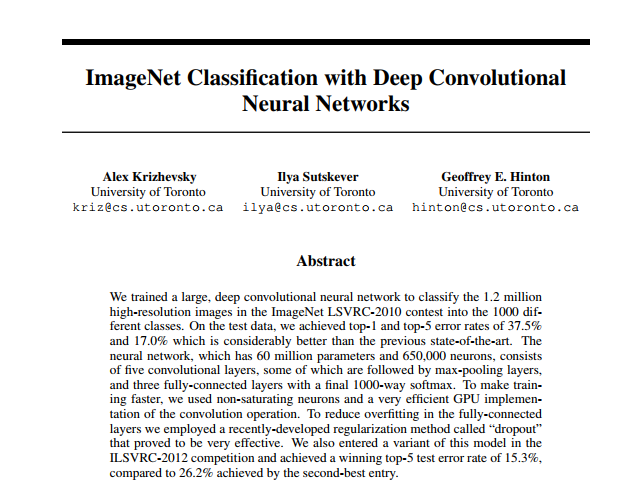 ImageNet Classification with Deep Convolutional
Neural Networks
Alex Krizhevsky
University of Toronto
kriz@cs.utoronto.ca
Ilya Sutskever
University of Toronto
ilya@cs.utoronto.ca
Geoffrey E. Hinton
University of Toronto
hinton@cs.utoronto.ca
Abstract
We trained a large, deep convolutional neural network to classify the 1.2 million
high-resolution images in the ImageNet LSVRC-2010 contest into the 1000 dif-
ferent classes. On the test data, we achieved top-1 and top-5 error rates of 37.5%
and 17.0% which is considerably better than the previous state-of-the-art. The
neural network, which has 60 million parameters and 650,000 neurons, consists
of five convolutional layers, some of which are followed by max-pooling layers,
and three fully-connected layers with a final 1000-way softmax. To make train-
ing faster, we used non-saturating neurons and a very efficient GPU implemen-
tation of the convolution operation. To reduce overfitting in the fully-connected
layers we employed a recently-developed regularization method called “dropout”
that proved to be very effective. We also entered a variant of this model in the
ILSVRC-2012 competition and achieved a winning top-5 test error rate of 15.3%,
compared to 26.2% achieved by the second-best entry.